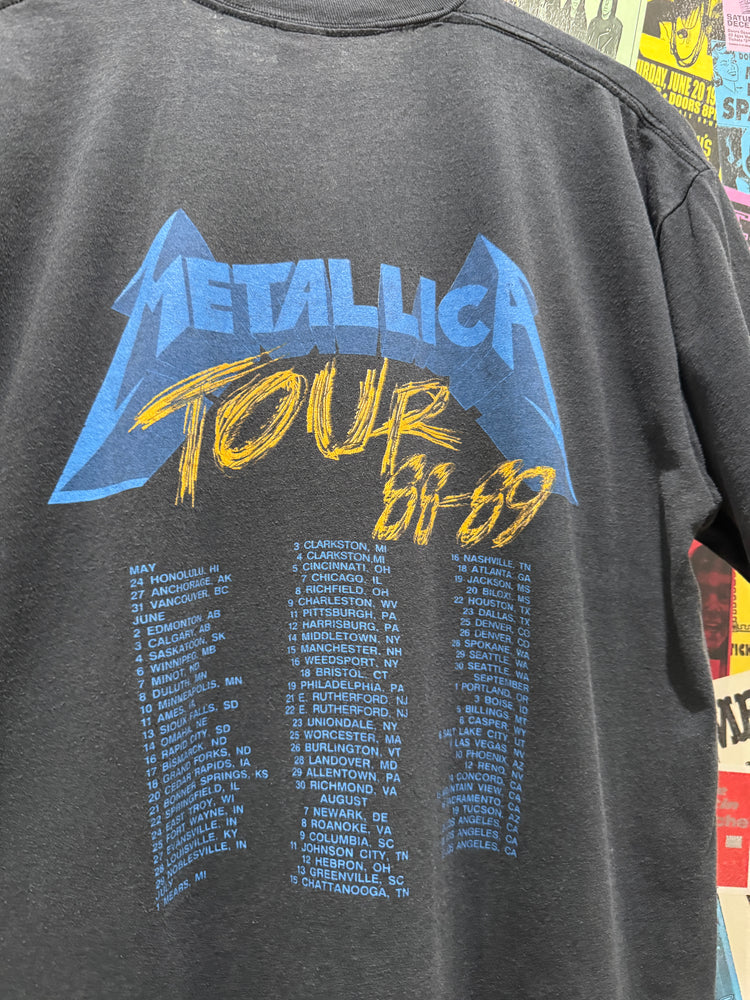 METALLICA
TOUR
88-89
MAY
24 HONOLULU, HI
27 ANCHORAGE, AK
31 VANCOUVER, BC
JUNE
2 EDMONTON, AB
3 CALGARY, AB
4 SASKATOON, SK
6 WINNIPEG, MB
7 MINOT, ND
8 DULUTH, MN
10 MINNEAPOLIS, MN
11 AMES, IA
13 SIOUX FALLS, SD
14 OMAHA, NE
16 RAPID CITY, SD
17 BISMARCK, ND
18 GRAND FORKS, ND
20 CEDAR RAPIDS, IA
21 BONNER SPRINGS, KS
22 SPRINGFIELD, IL
24 EAST TROY, WI
25 FORT WAYNE, IN
27 EVANSVILLE, IN
28 LOUISVILLE, KY
29 NOBLESVILLE, IN
JULY
1 MEARS, MI
3 CLARKSTON, MI
4 CLARKSTON,MI
5 CINCINNATI, OH
7 CHICAGO, IL
8 RICHFIELD, OH
9 CHARLESTON, WV
11 PITTSBURGH, PA
12 HARRISBURG, PA
14 MIDDLETOWN, NY
15 MANCHESTER, NH
16 WEEDSPORT, NY
18 BRISTOL, CT
19 PHILADELPHIA, PA
21 E. RUTHERFORD, NJ
22 E. RUTHERFORD, NJ
23 UNIONDALE, NY
25 WORCESTER, MA
26 BURLINGTON, VT
28 LANDOVER, MD
29 ALLENTOWN, PA
30 RICHMOND, VA
AUGUST
7 NEWARK, DE
8 ROANOKE, VA
9 COLUMBIA, SC
11 JOHNSON CITY, TN
12 HEBRON, OH
13 GREENVILLE, SC
15 CHATTANOOGA, TN
16 NASHVILLE, TN
18 ATLANTA, GA
19 JACKSON, MS
20 BILOXI, MS
22 HOUSTON, TX
23 DALLAS, TX
25 DENVER, CO
26 DENVER, CO
28 SPOKANE, WA
29 SEATTLE, WA
30 SEATTLE, WA
SEPTEMBER
1 PORTLAND, OR
3 BOISE, ID
5 BILLINGS, MT
6 CASPER, WY
SALT LAKE CITY, UT
LAS VEGAS, NV
PHOENIX, AZ
12 RENO, NV
CONCORD, CA
VIEW, CA
SACRAMENTO, CA
TUCSON, AZ
ANGELES, CA
ANGELES, CA
ANGELES, CA
JUNE 20
DOORS 8P